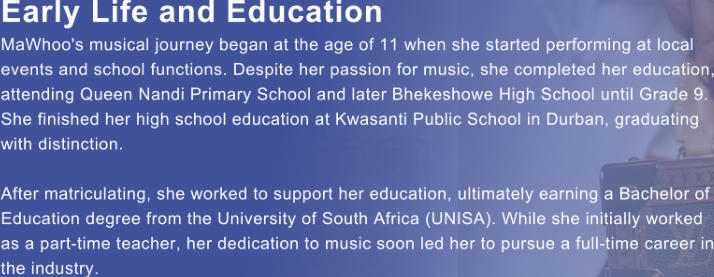 Early Life and Education
MaWhoo's musical journey began at the age of 11 when she started performing at local
events and school functions. Despite her passion for music, she completed her education,
attending Queen Nandi Primary School and later Bhekeshowe High School until Grade 9.
She finished her high school education at Kwasanti Public School in Durban, graduating
with distinction.
After matriculating, she worked to support her education, ultimately earning a Bachelor of
Education degree from the University of South Africa (UNISA). While she initially worked
as a part-time teacher, her dedication to music soon led her to pursue a full-time career in
the industry.